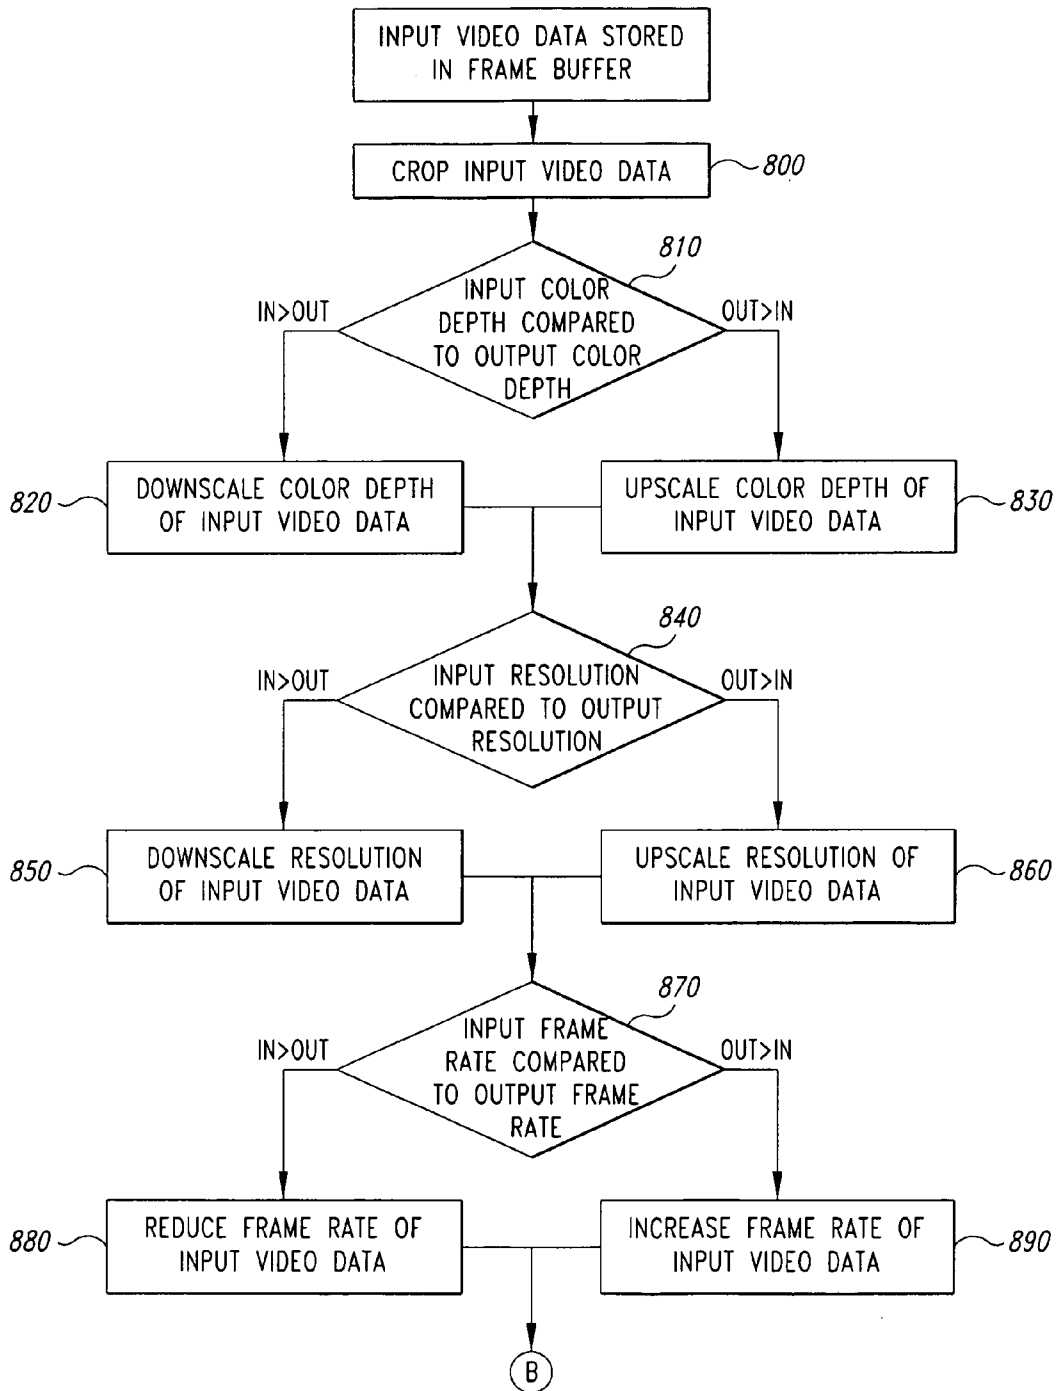 INPUT VIDEO DATA STORED
IN FRAME BUFFER
CROP INPUT VIDEO DATA
800
810
INPUT COLOR
DEPTH COMPARED
TO OUTPUT COLOR
DEPTH
IN>OUT
OUT>IN
820
DOWNSCALE COLOR DEPTH
OF INPUT VIDEO DATA
UPSCALE COLOR DEPTH OF
INPUT VIDEO DATA
830
840
INPUT RESOLUTION
COMPARED TO OUTPUT
RESOLUTION
IN>OUT
OUT>IN
850
DOWNSCALE RESOLUTION
OF INPUT VIDEO DATA
UPSCALE RESOLUTION OF
INPUT VIDEO DATA
860
870
INPUT FRAME
RATE COMPARED
TO OUTPUT FRAME
RATE
IN>OUT
OUT>IN
880
REDUCE FRAME RATE OF
INPUT VIDEO DATA
INCREASE FRAME RATE OF
INPUT VIDEO DATA
890
B